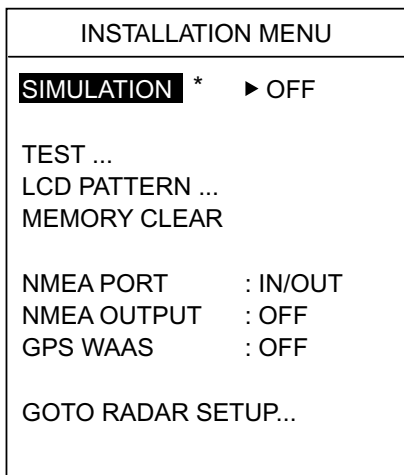 INSTALLATION MENU
SIMULATION * ▶ OFF
TEST ...
LCD PATTERN ...
MEMORY CLEAR
NMEA PORT : IN/OUT
NMEA OUTPUT : OFF
GPS WAAS : OFF
GOTO RADAR SETUP...